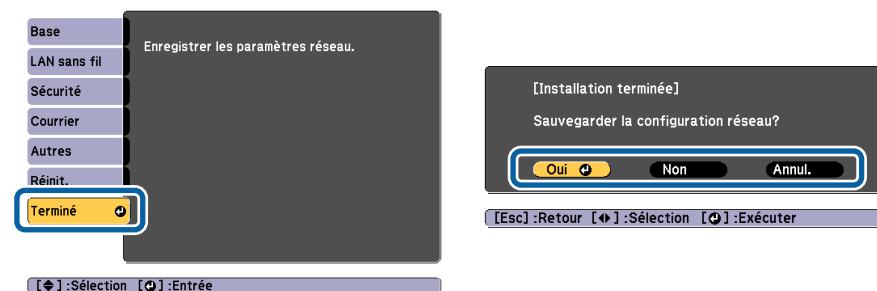 Base
LAN sans fil
Sécurité
Courrier
Autres
Réinit.
Terminé
Enregistrer les paramètres réseau.
[◆] :Sélection [↵] :Entrée
[Installation terminée]
Sauvegarder la configuration réseau?
Oui Non Annul.
[Esc] :Retour [◀▶] :Sélection [↵] :Exécuter